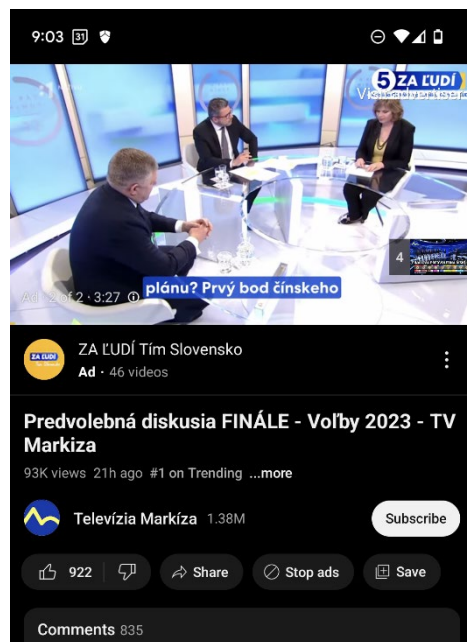 9:03 31
5 ZA ĽUDÍ
4
plánu? Prvý bod čínskeho
Ad · 2 of 2 · 3:27
ZA ĽUDÍ
ZA ĽUDÍ Tím Slovensko
Ad · 46 videos
Predvolebná diskusia FINÁLE - Voľby 2023 - TV
Markiza
93K views 21h ago #1 on Trending ...more
Televízia Markíza 1.38M
Subscribe
922 Share Stop ads Save
Comments 835